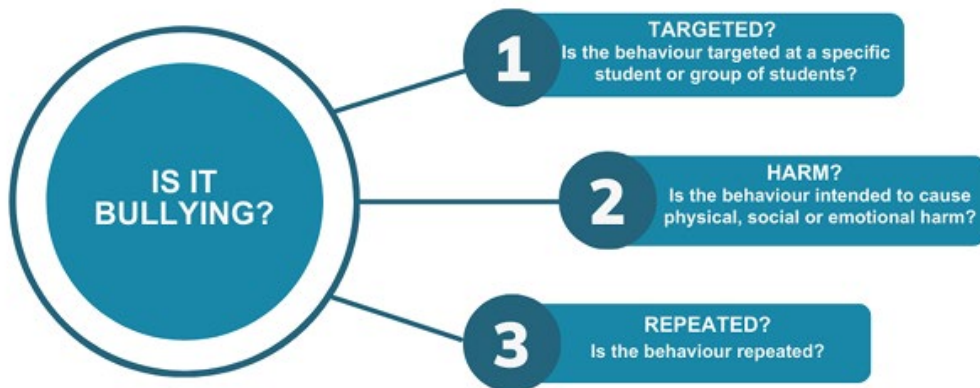 IS IT
BULLYING?
1
TARGETED?
Is the behaviour targeted at a specific
student or group of students?
2
HARM?
Is the behaviour intended to cause
physical, social or emotional harm?
3
REPEATED?
Is the behaviour repeated?